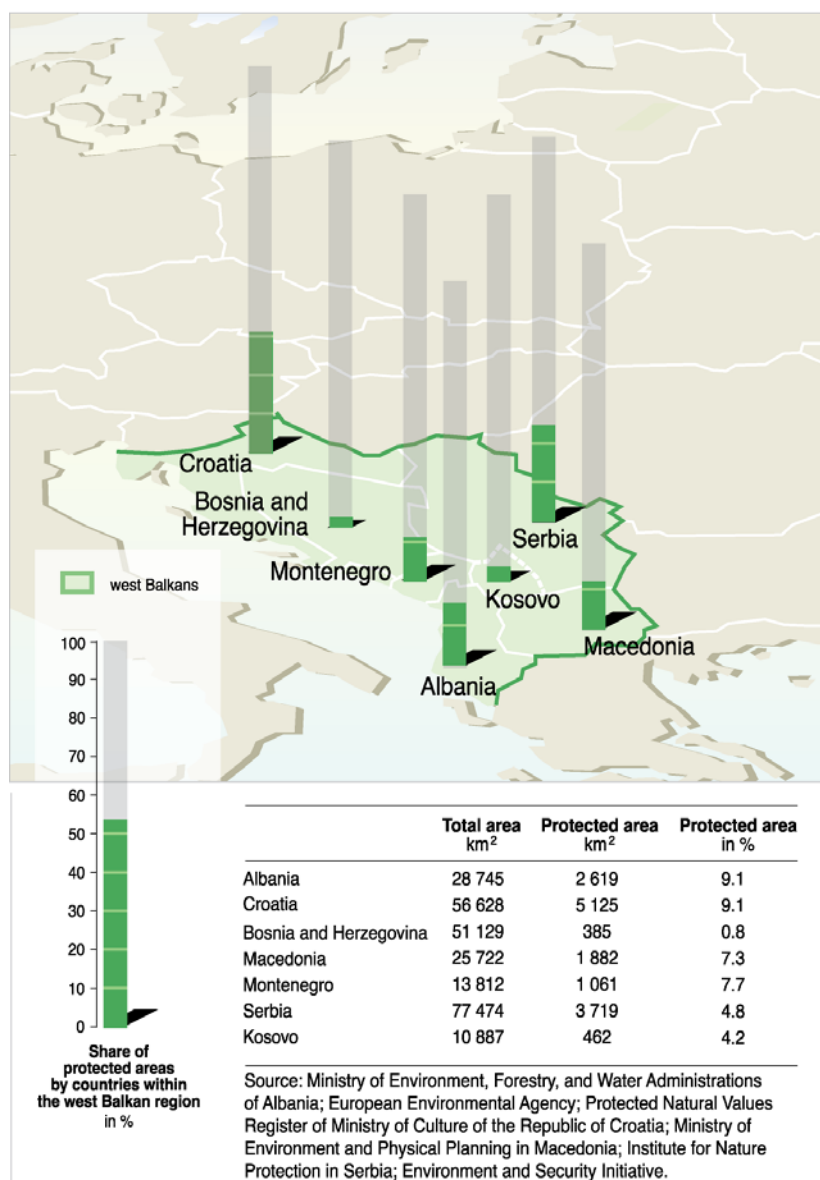 Croatia
Bosnia and
Herzegovina
Serbia
Montenegro
Kosovo
Macedonia
Albania
west Balkans
100
90
80
70
60
50
40
30
20
10
0
Share of
protected areas
by countries within
the west Balkan region
in %
Total area Protected area Protected area
km² km² in %
Albania 28 745 2 619 9.1
Croatia 56 628 5 125 9.1
Bosnia and Herzegovina 51 129 385 0.8
Macedonia 25 722 1 882 7.3
Montenegro 13 812 1 061 7.7
Serbia 77 474 3 719 4.8
Kosovo 10 887 462 4.2
Source: Ministry of Environment, Forestry, and Water Administrations
of Albania; European Environmental Agency; Protected Natural Values
Register of Ministry of Culture of the Republic of Croatia; Ministry of
Environment and Physical Planning in Macedonia; Institute for Nature
Protection in Serbia; Environment and Security Initiative.